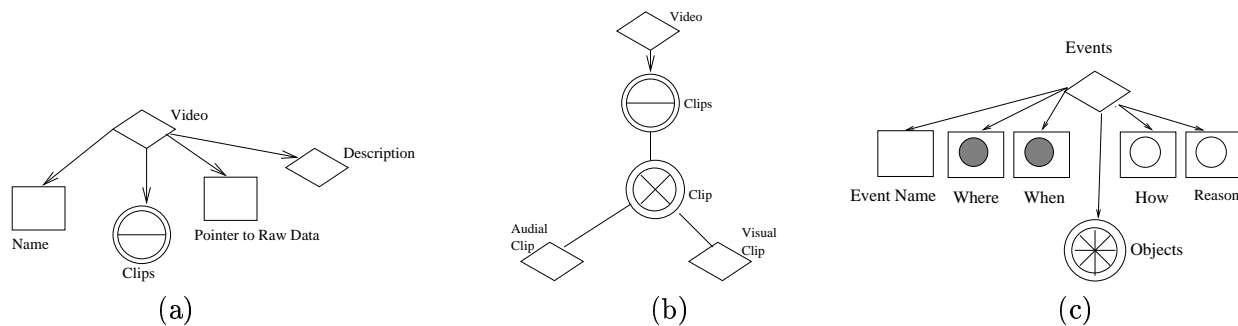 Video
Name
Clips
Pointer to Raw Data
Description
(a)
Video
Clips
Clip
Audial
Clip
Visual
Clip
(b)
Events
Event Name
Where
When
How
Reason
Objects
(c)